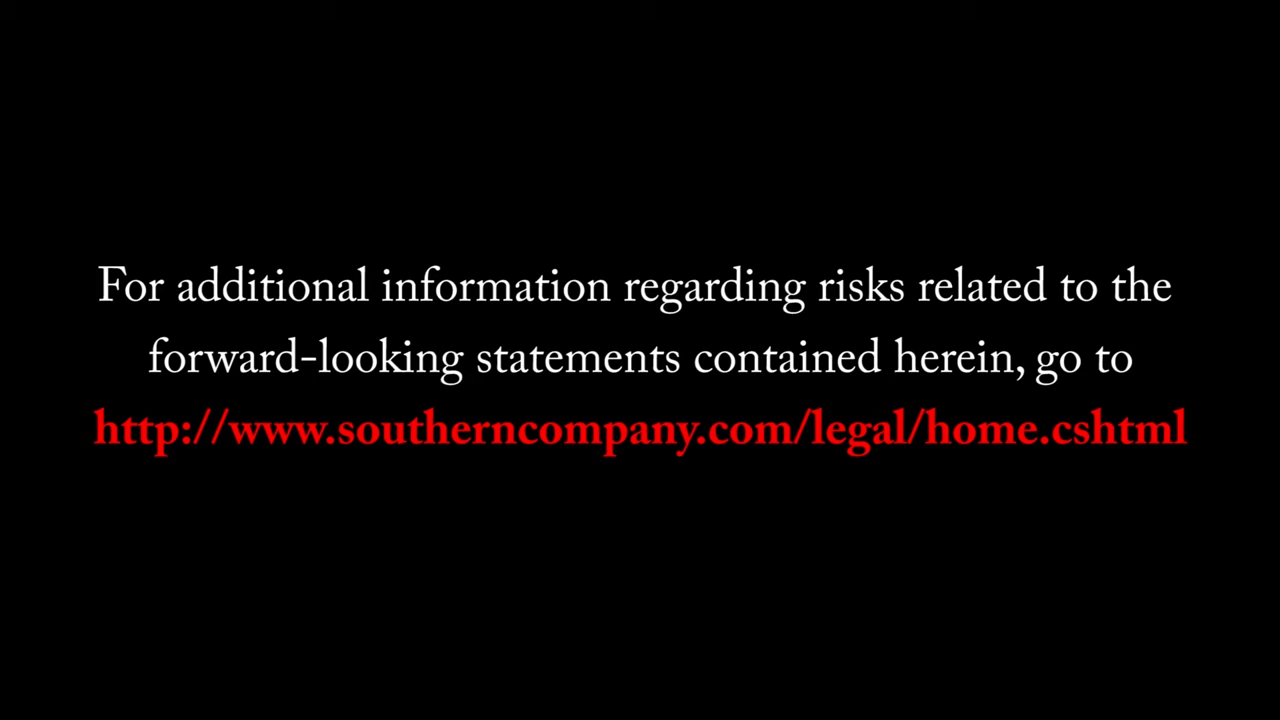 For additional information regarding risks related to the
forward-looking statements contained herein, go to
http://www.southerncompany.com/legal/home.cshtml